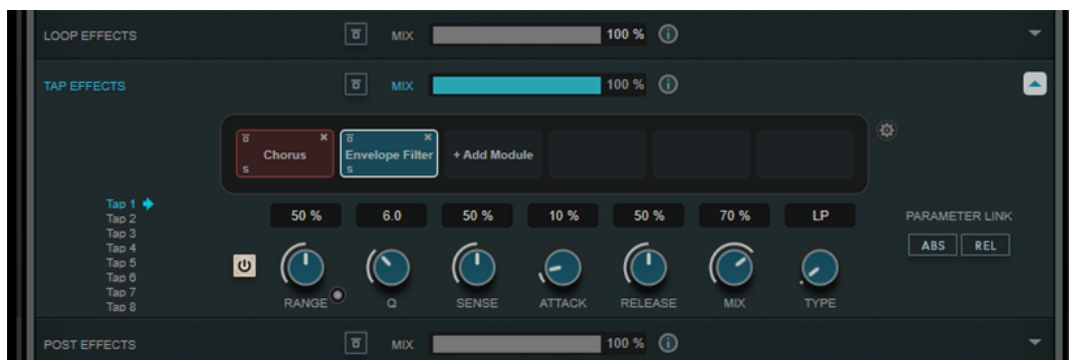 LOOP EFFECTS MIX 100 %
TAP EFFECTS MIX 100 %
Chorus Envelope Filter + Add Module
S S
Tap 1
Tap 2
Tap 3
Tap 4
Tap 5
Tap 6
Tap 7
Tap 8
50 % 6.0 50 % 10 % 50 % 70 % LP
RANGE Q SENSE ATTACK RELEASE MIX TYPE
PARAMETER LINK
ABS REL
POST EFFECTS MIX 100 %